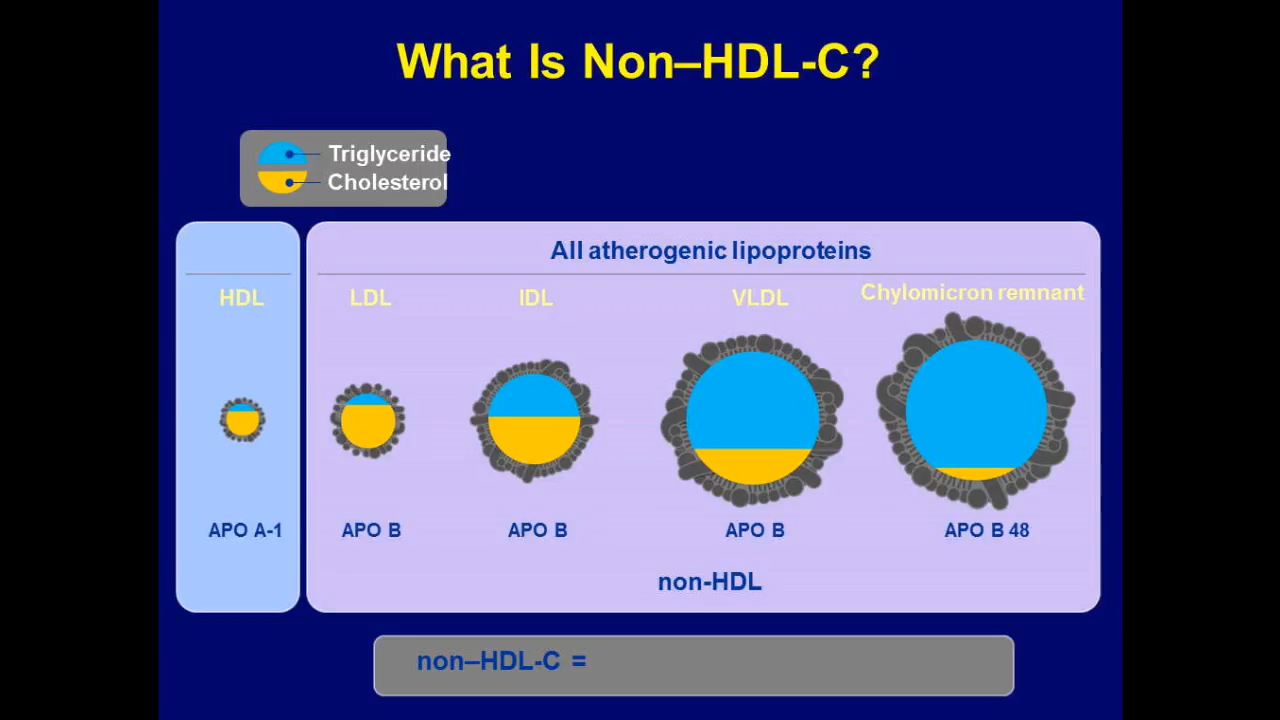 What Is Non–HDL-C?
Triglyceride
Cholesterol
All atherogenic lipoproteins
HDL
LDL
IDL
VLDL
Chylomicron remnant
APO A-1
APO B
APO B
APO B
APO B 48
non-HDL
non–HDL-C =